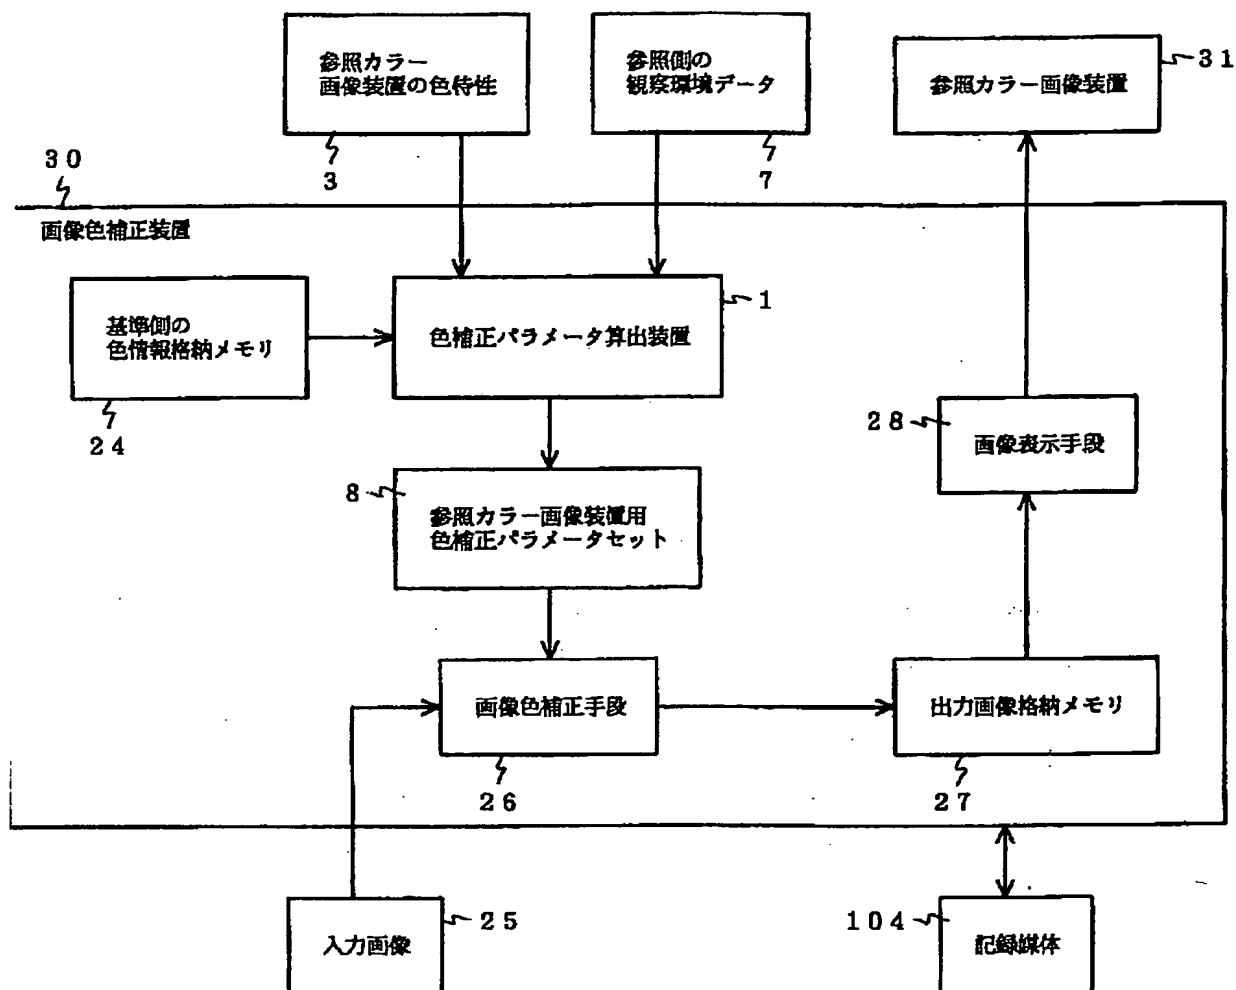 参照カラー
画像装置の色特性
3
参照側の
観察環境データ
7
参照カラー画像装置
31
30
画像色補正装置
基準側の
色情報格納メモリ
24
色補正パラメータ算出装置
1
8
参照カラー画像装置用
色補正パラメータセット
28
画像表示手段
画像色補正手段
26
出力画像格納メモリ
27
入力画像
25
104
記録媒体